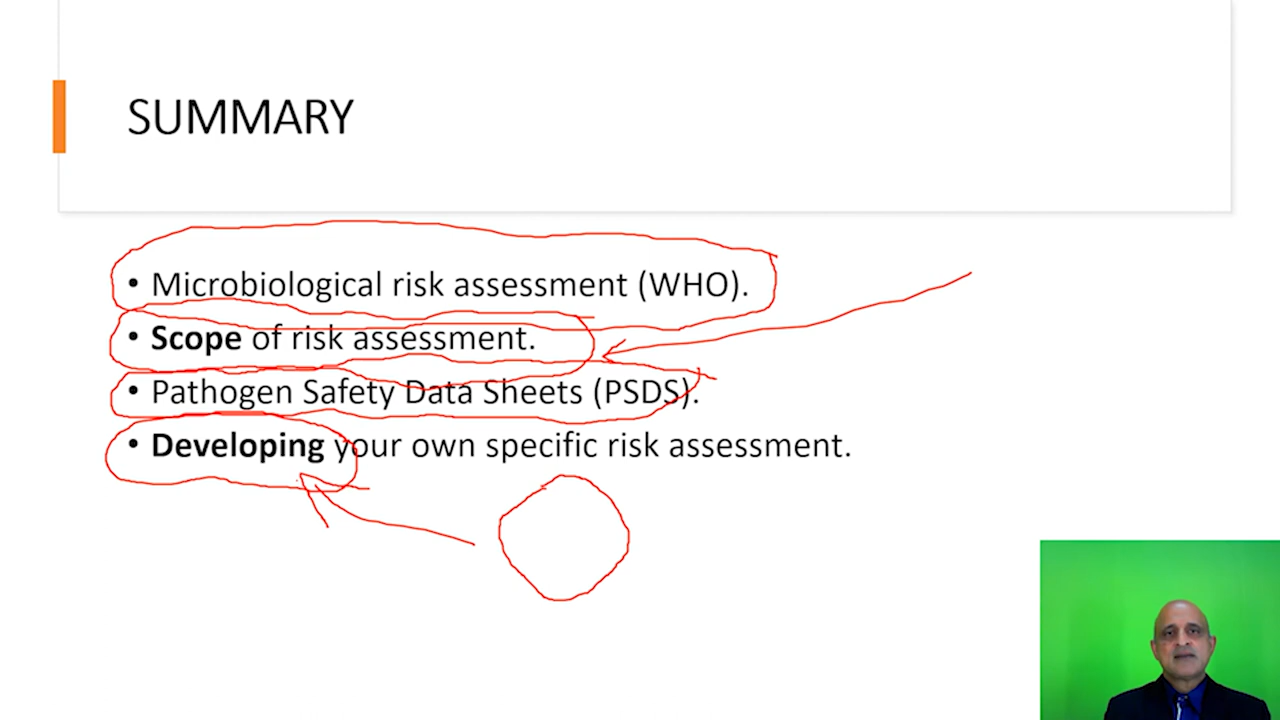 SUMMARY
• Microbiological risk assessment (WHO).
• Scope of risk assessment.
• Pathogen Safety Data Sheets (PSDS).
• Developing your own specific risk assessment.